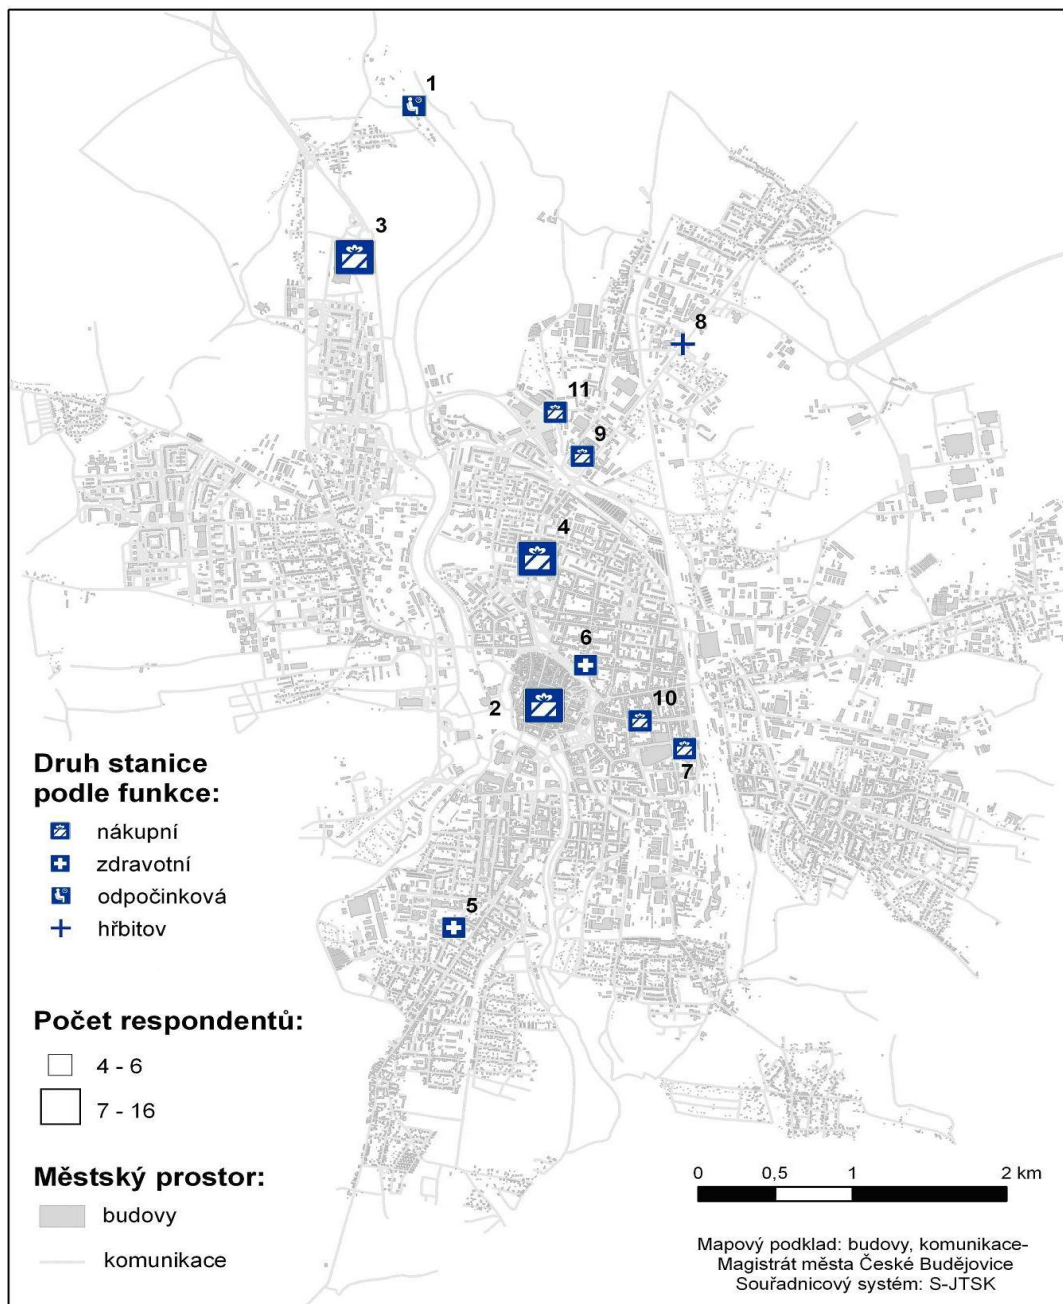 1
3
8
11
9
4
6
2
10
7
5
Druh stanice
podle funkce:
nákupní
zdravotní
odpočinková
hřbitov
Počet respondentů:
4 - 6
7 - 16
Městský prostor:
budovy
komunikace
0 0,5 1 2 km
Mapový podklad: budovy, komunikace-
Magistrát města České Budějovice
Souřadnicový systém: S-JTSK